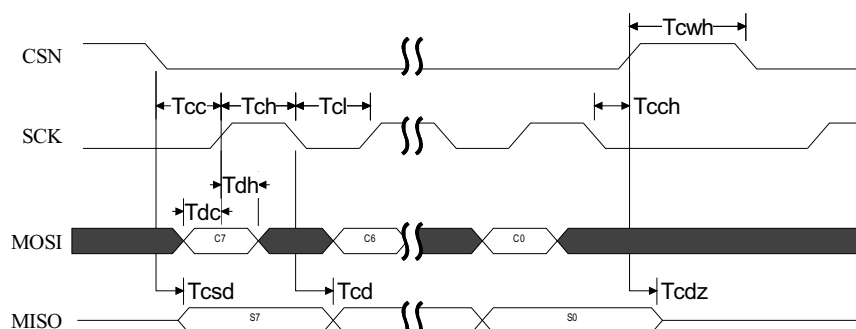 Tcwh
CSN
Tcc Tch Tcl Tcch
SCK
Tdh
Tdc
MOSI C7 C6 C0
Tcsd Tcd Tcdz
MISO S7 S0